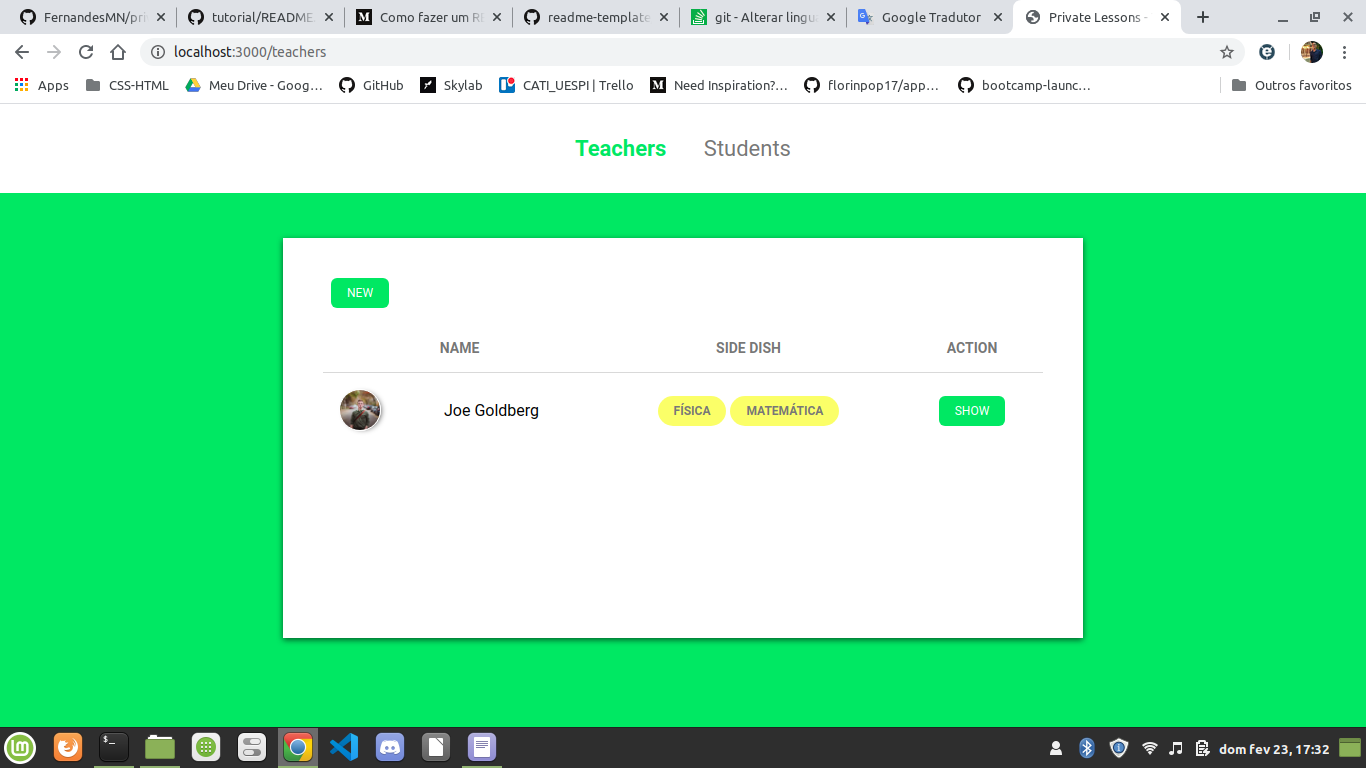 FernandesMN/pri
tutorial/README.
Como fazer um RE
readme-template
git - Alterar lingua
Google Tradutor
Private Lessons -
localhost:3000/teachers
Apps
CSS-HTML
Meu Drive - Goog…
GitHub
Skylab
CATI_UESPI | Trello
Need Inspiration?…
florinpop17/app…
bootcamp-launc…
Outros favoritos
Teachers
Students
NEW
NAME
SIDE DISH
ACTION
Joe Goldberg
FÍSICA
MATEMÁTICA
SHOW
dom fev 23, 17:32